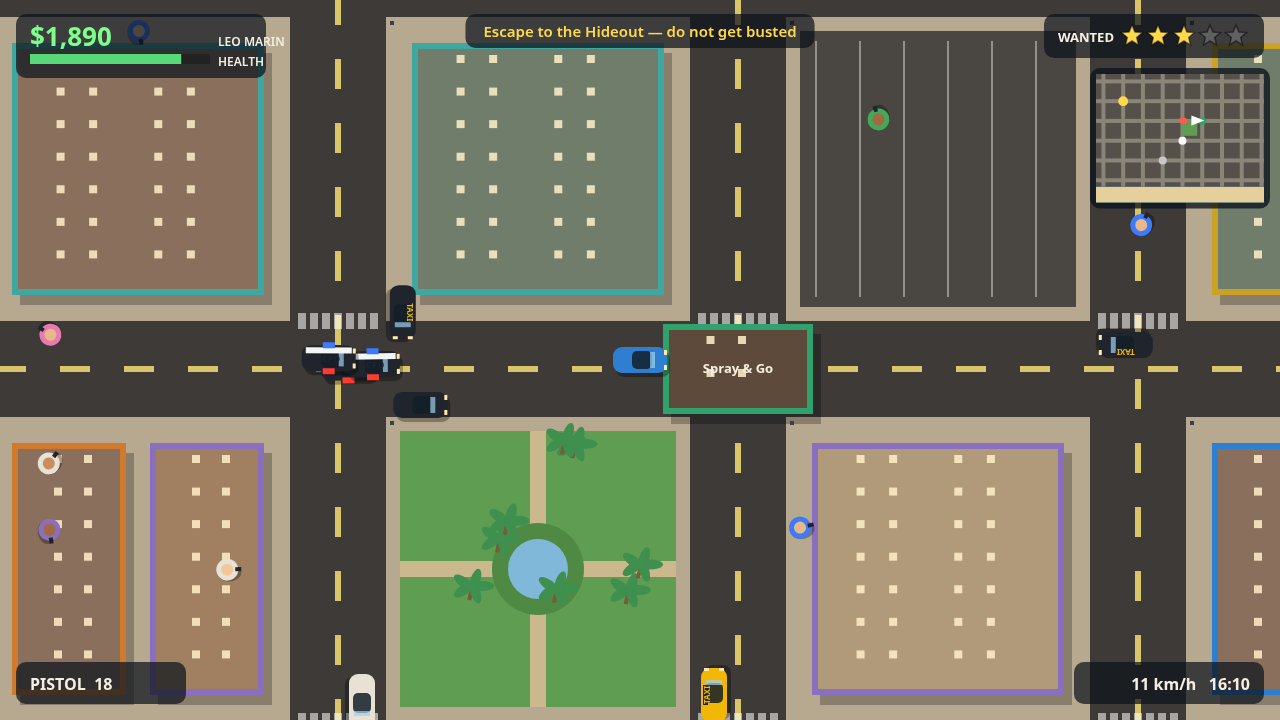 $1,890
LEO MARIN
HEALTH
Escape to the Hideout — do not get busted
WANTED
TAXI
Spray & Go
TAXI
TAXI
PISTOL 18
11 km/h 16:10